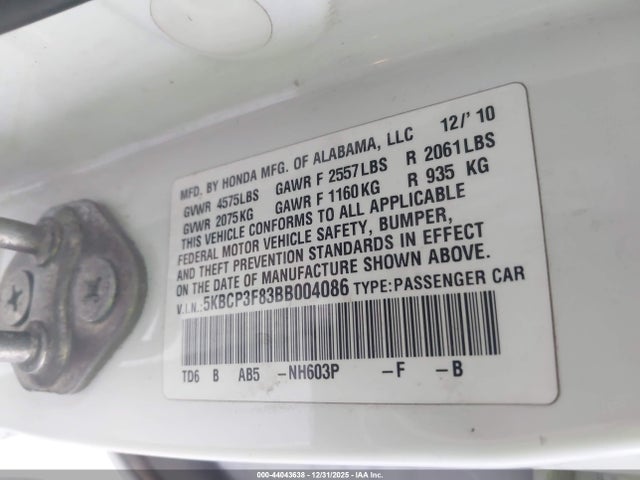 MFD. BY HONDA MFG. OF ALABAMA, LLC 12/'10
GVWR 4575LBS GAWR F 2557LBS R 2061LBS
GVWR 2075KG GAWR F 1160KG R 935 KG
THIS VEHICLE CONFORMS TO ALL APPLICABLE
FEDERAL MOTOR VEHICLE SAFETY, BUMPER,
AND THEFT PREVENTION STANDARDS IN EFFECT
ON THE DATE OF MANUFACTURE SHOWN ABOVE.
V.I.N.:5KBCP3F83BB004086 TYPE:PASSENGER CAR
TD6 B AB5 -NH603P -F -B
000-44043638 - 12/31/2025 - IAA Inc.